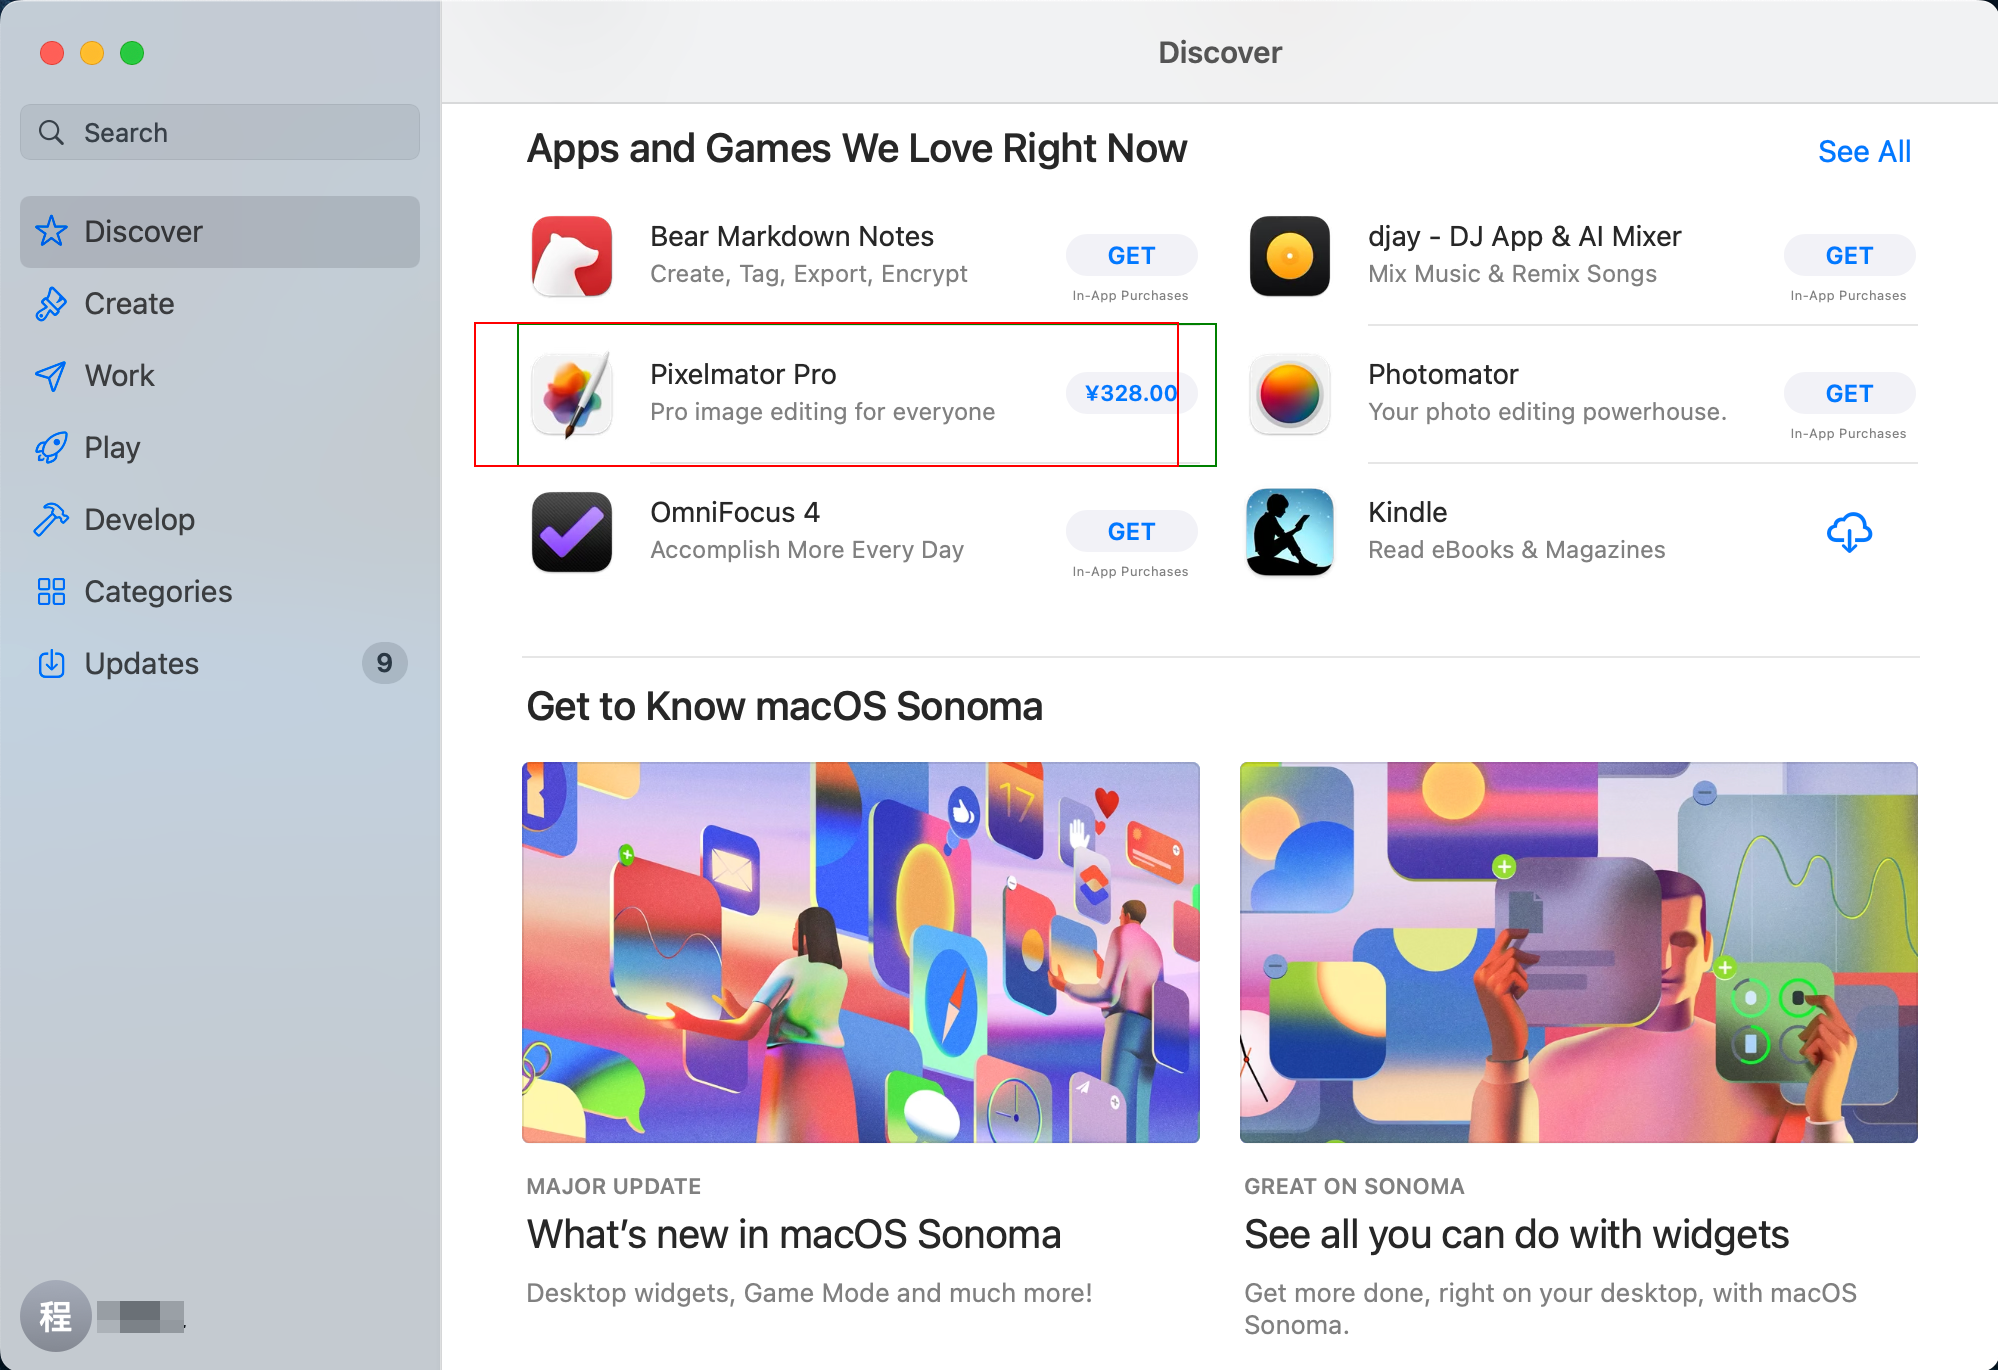 Discover
Search
Discover
Create
Work
Play
Develop
Categories
Updates
9
程
Apps and Games We Love Right Now
See All
Bear Markdown Notes
Create, Tag, Export, Encrypt
GET
In-App Purchases
djay - DJ App & AI Mixer
Mix Music & Remix Songs
GET
In-App Purchases
Pixelmator Pro
Pro image editing for everyone
¥328.00
Photomator
Your photo editing powerhouse.
GET
In-App Purchases
OmniFocus 4
Accomplish More Every Day
GET
In-App Purchases
Kindle
Read eBooks & Magazines
Get to Know macOS Sonoma
17
MAJOR UPDATE
What's new in macOS Sonoma
Desktop widgets, Game Mode and much more!
GREAT ON SONOMA
See all you can do with widgets
Get more done, right on your desktop, with macOS
Sonoma.